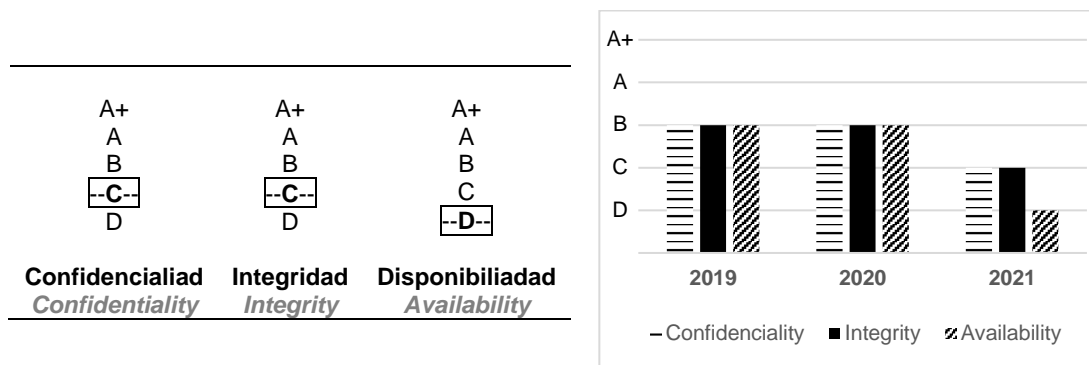 A+ A+ A+
A A A
B B B
--C-- --C-- C
D D --D--
Confidencialiad Integridad Disponibiliadad
Confidentiality Integrity Availability
A+
A
B
C
D
2019 2020 2021
Confidenciality Integrity Availability